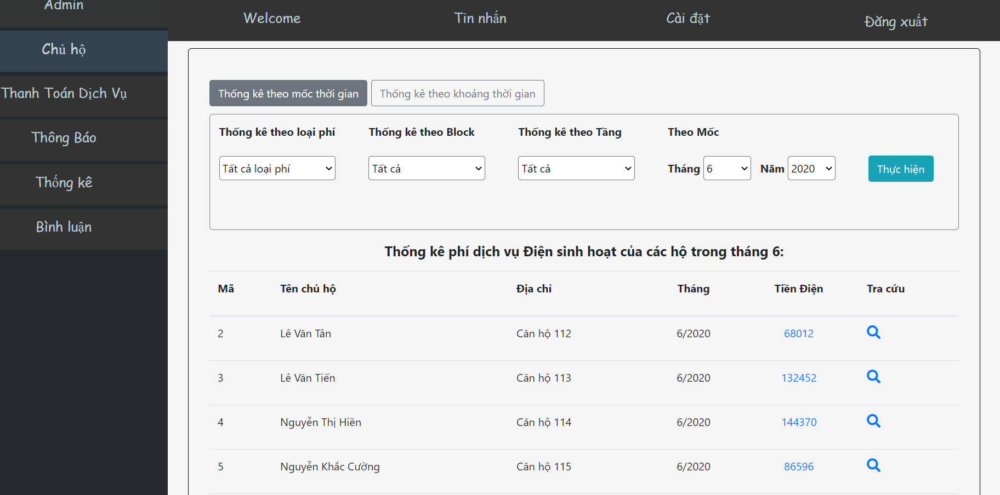 Admin
Chủ hộ
Thanh Toán Dịch Vụ
Thông Báo
Thống kê
Bình luận
Welcome Tin nhắn Cài đặt Đăng xuất
Thống kê theo mốc thời gian Thống kê theo khoảng thời gian
Thống kê theo loại phí Thống kê theo Block Thống kê theo Tầng Theo Mốc
Tất cả loại phí Tất cả Tất cả Tháng 6 Năm 2020 Thực hiện
Thống kê phí dịch vụ Điện sinh hoạt của các hộ trong tháng 6:
Mã Tên chủ hộ Địa chỉ Tháng Tiền Điện Tra cứu
2 Lê Văn Tân Căn hộ 112 6/2020 68012
3 Lê Văn Tiến Căn hộ 113 6/2020 132452
4 Nguyễn Thị Hiền Căn hộ 114 6/2020 144370
5 Nguyễn Khắc Cường Căn hộ 115 6/2020 86596